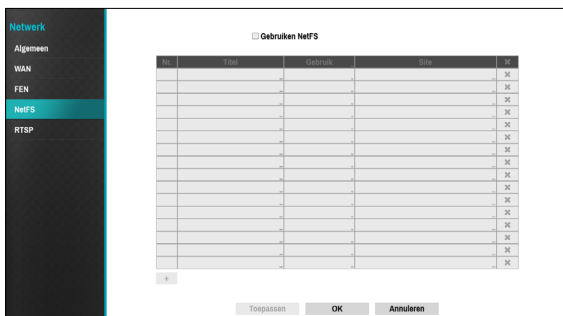 Netwerk
Algemeen
WAN
FEN
NetFS
RTSP
Gebruiken NetFS
Nr. Titel Gebruik Site
+
Toepassen OK Annuleren